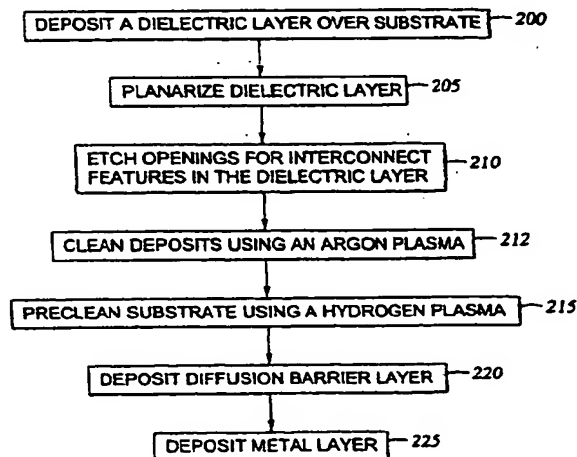 DEPOSIT A DIELECTRIC LAYER OVER SUBSTRATE 200
PLANARIZE DIELECTRIC LAYER 205
ETCH OPENINGS FOR INTERCONNECT
FEATURES IN THE DIELECTRIC LAYER 210
CLEAN DEPOSITS USING AN ARGON PLASMA 212
PRECLEAN SUBSTRATE USING A HYDROGEN PLASMA 215
DEPOSIT DIFFUSION BARRIER LAYER 220
DEPOSIT METAL LAYER 225